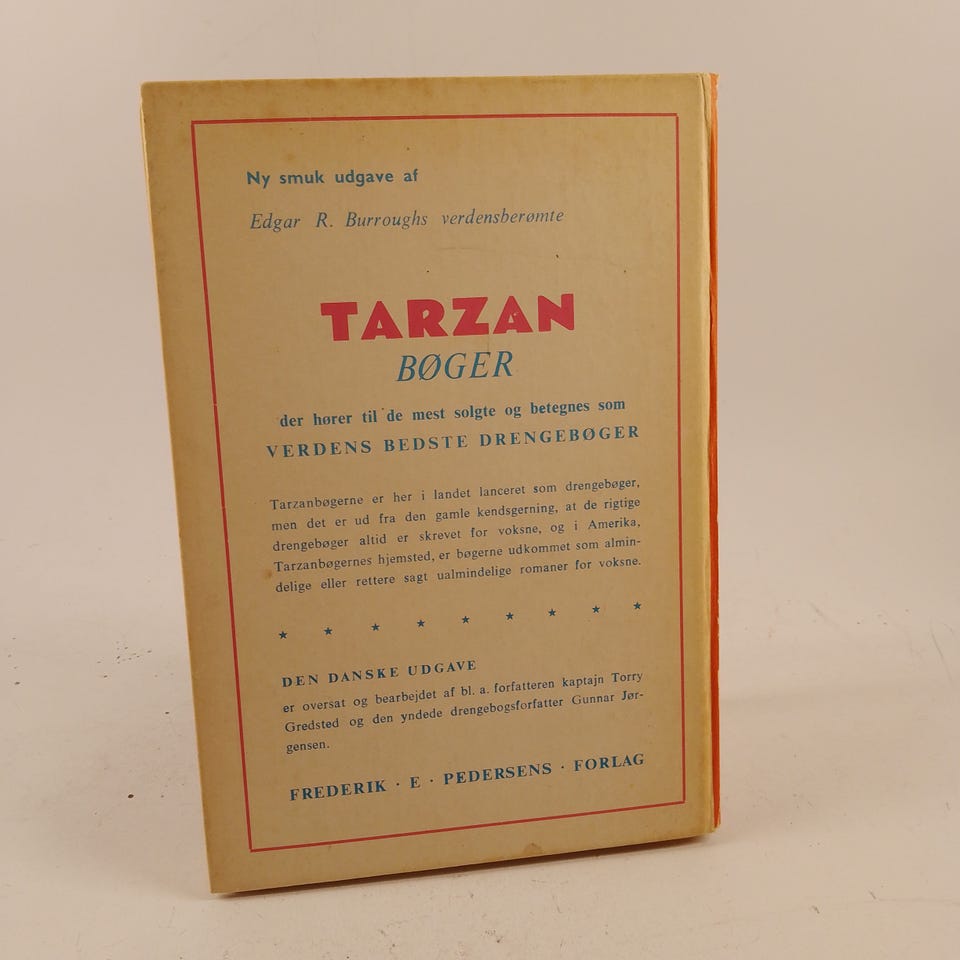 Ny smuk udgave af
Edgar R. Burroughs verdensberømte
TARZAN
BØGER
der hører til de mest solgte og betegnes som
VERDENS BEDSTE DRENGEBØGER
Tarzanbøgerne er her i landet lanceret som drengebøger,
men det er ud fra den gamle kendsgerning, at de rigtige
drengebøger altid er skrevet for voksne, og i Amerika,
Tarzanbøgernes hjemsted, er bøgerne udkommet som almin-
delige eller rettere sagt ualmindelige romaner for voksne.
★ ★ ★ ★ ★ ★ ★ ★ ★
DEN DANSKE UDGAVE
er oversat og bearbejdet af bl. a. forfatteren kaptajn Torry
Gredsted og den yndede drengebogsforfatter Gunnar Jør-
gensen.
FREDERIK · E · PEDERSENS · FORLAG